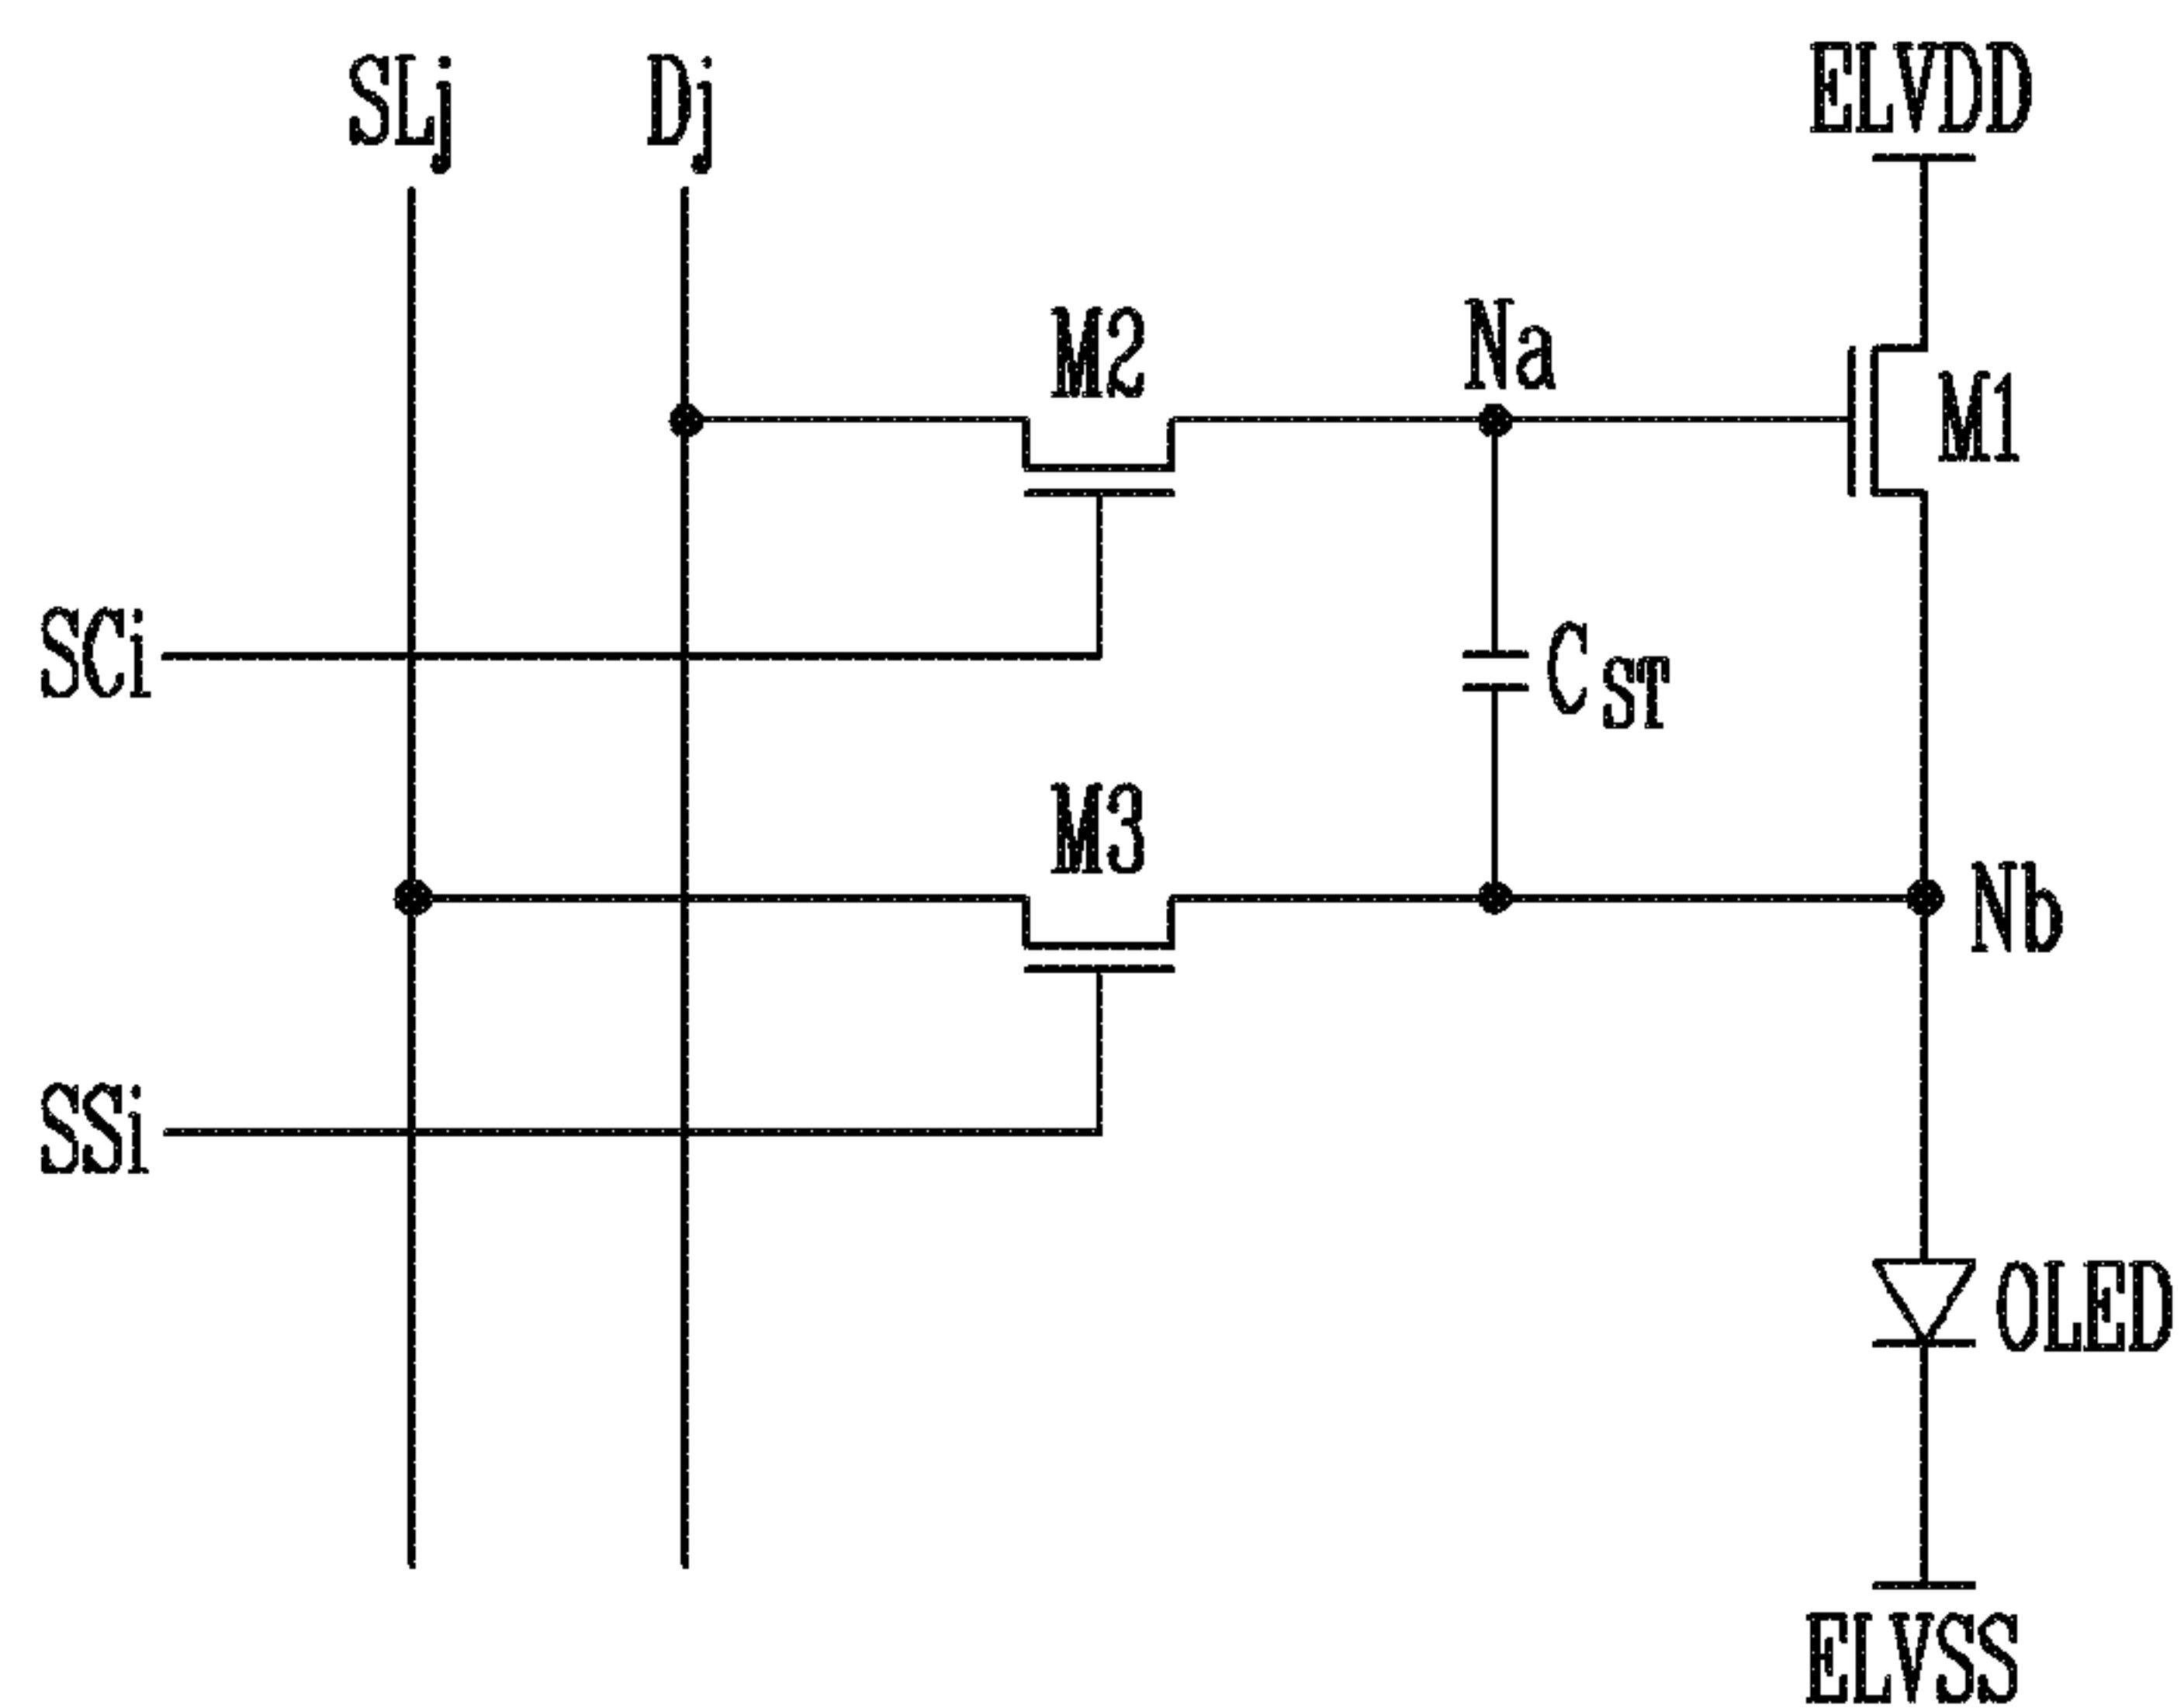 SLj
Dj
ELVDD
M2
Na
M1
SCi
CST
M3
Nb
SSi
OLED
ELVSS